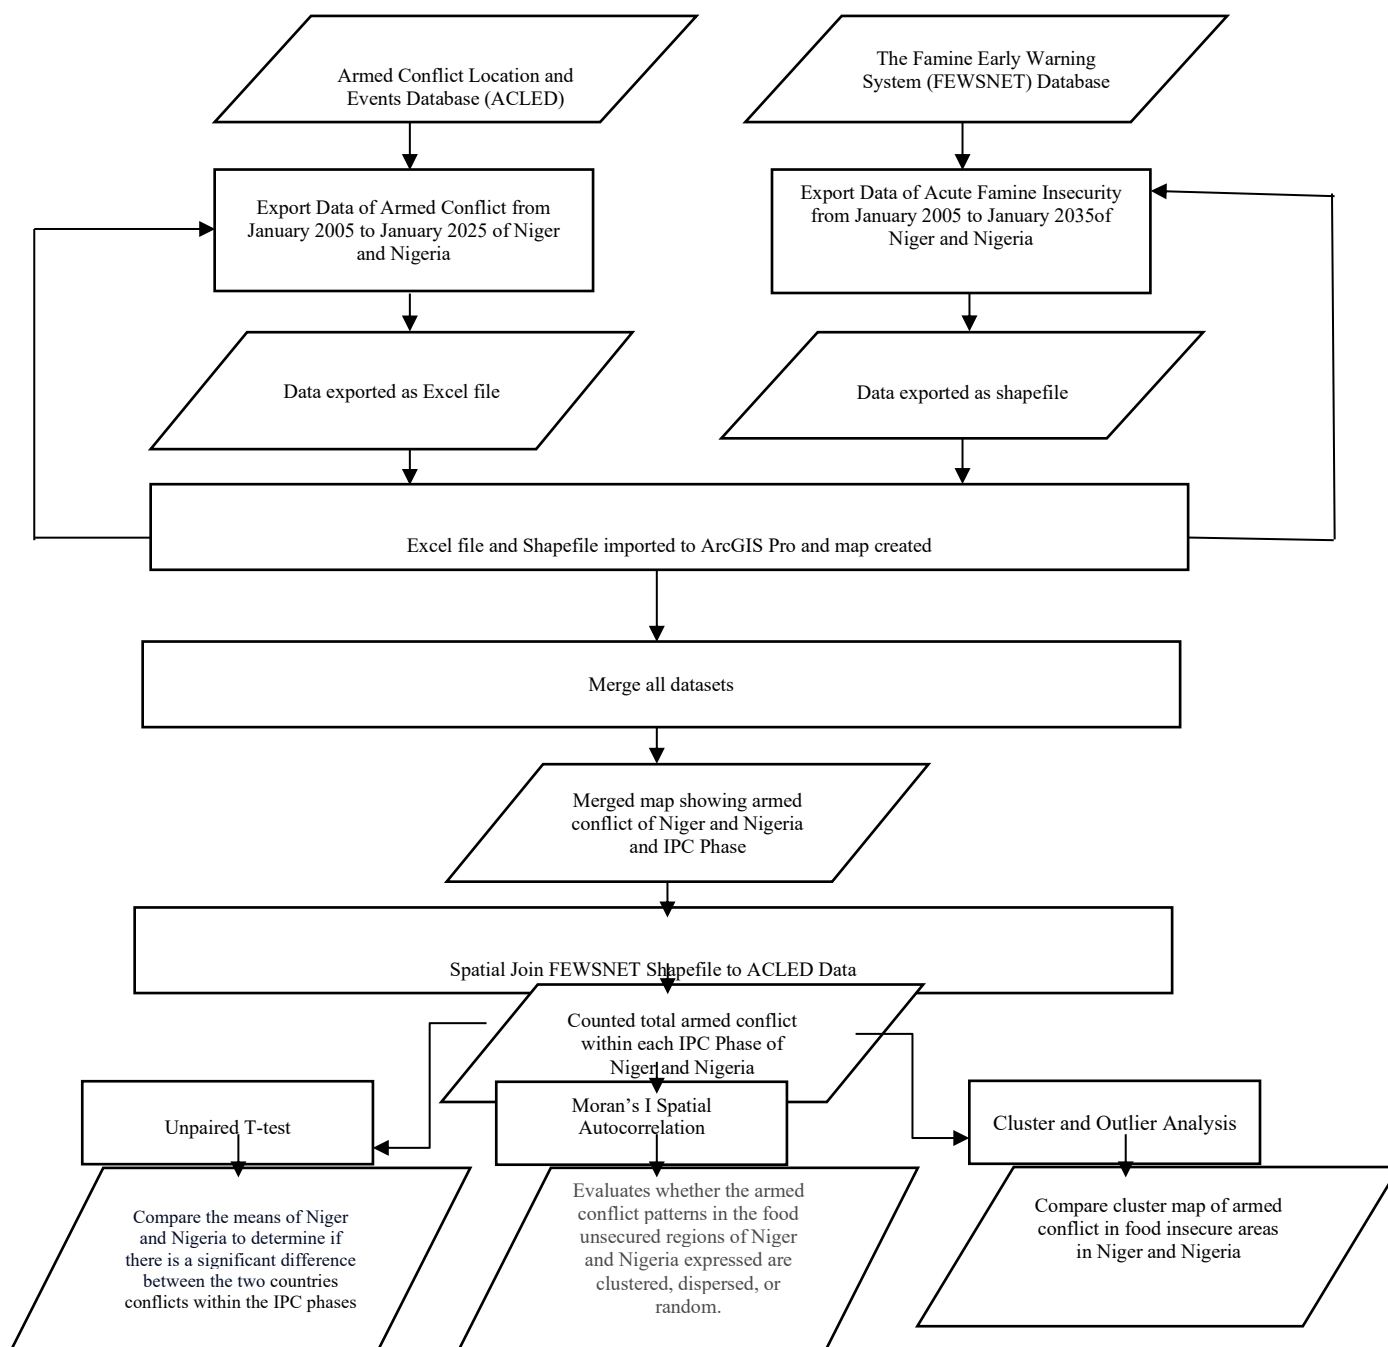 Armed Conflict Location and
Events Database (ACLED)
The Famine Early Warning
System (FEWSNET) Database
Export Data of Armed Conflict from
January 2005 to January 2025 of Niger
and Nigeria
Export Data of Acute Famine Insecurity
from January 2005 to January 2035of
Niger and Nigeria
Data exported as Excel file
Data exported as shapefile
Excel file and Shapefile imported to ArcGIS Pro and map created
Merge all datasets
Merged map showing armed
conflict of Niger and Nigeria
and IPC Phase
Spatial Join FEWSNET Shapefile to ACLED Data
Counted total armed conflict
within each IPC Phase of
Niger and Nigeria
Unpaired T-test
Moran’s I Spatial
Autocorrelation
Cluster and Outlier Analysis
Compare the means of Niger
and Nigeria to determine if
there is a significant difference
between the two countries
conflicts within the IPC phases
Evaluates whether the armed
conflict patterns in the food
unsecured regions of Niger
and Nigeria expressed are
clustered, dispersed, or
random.
Compare cluster map of armed
conflict in food insecure areas
in Niger and Nigeria